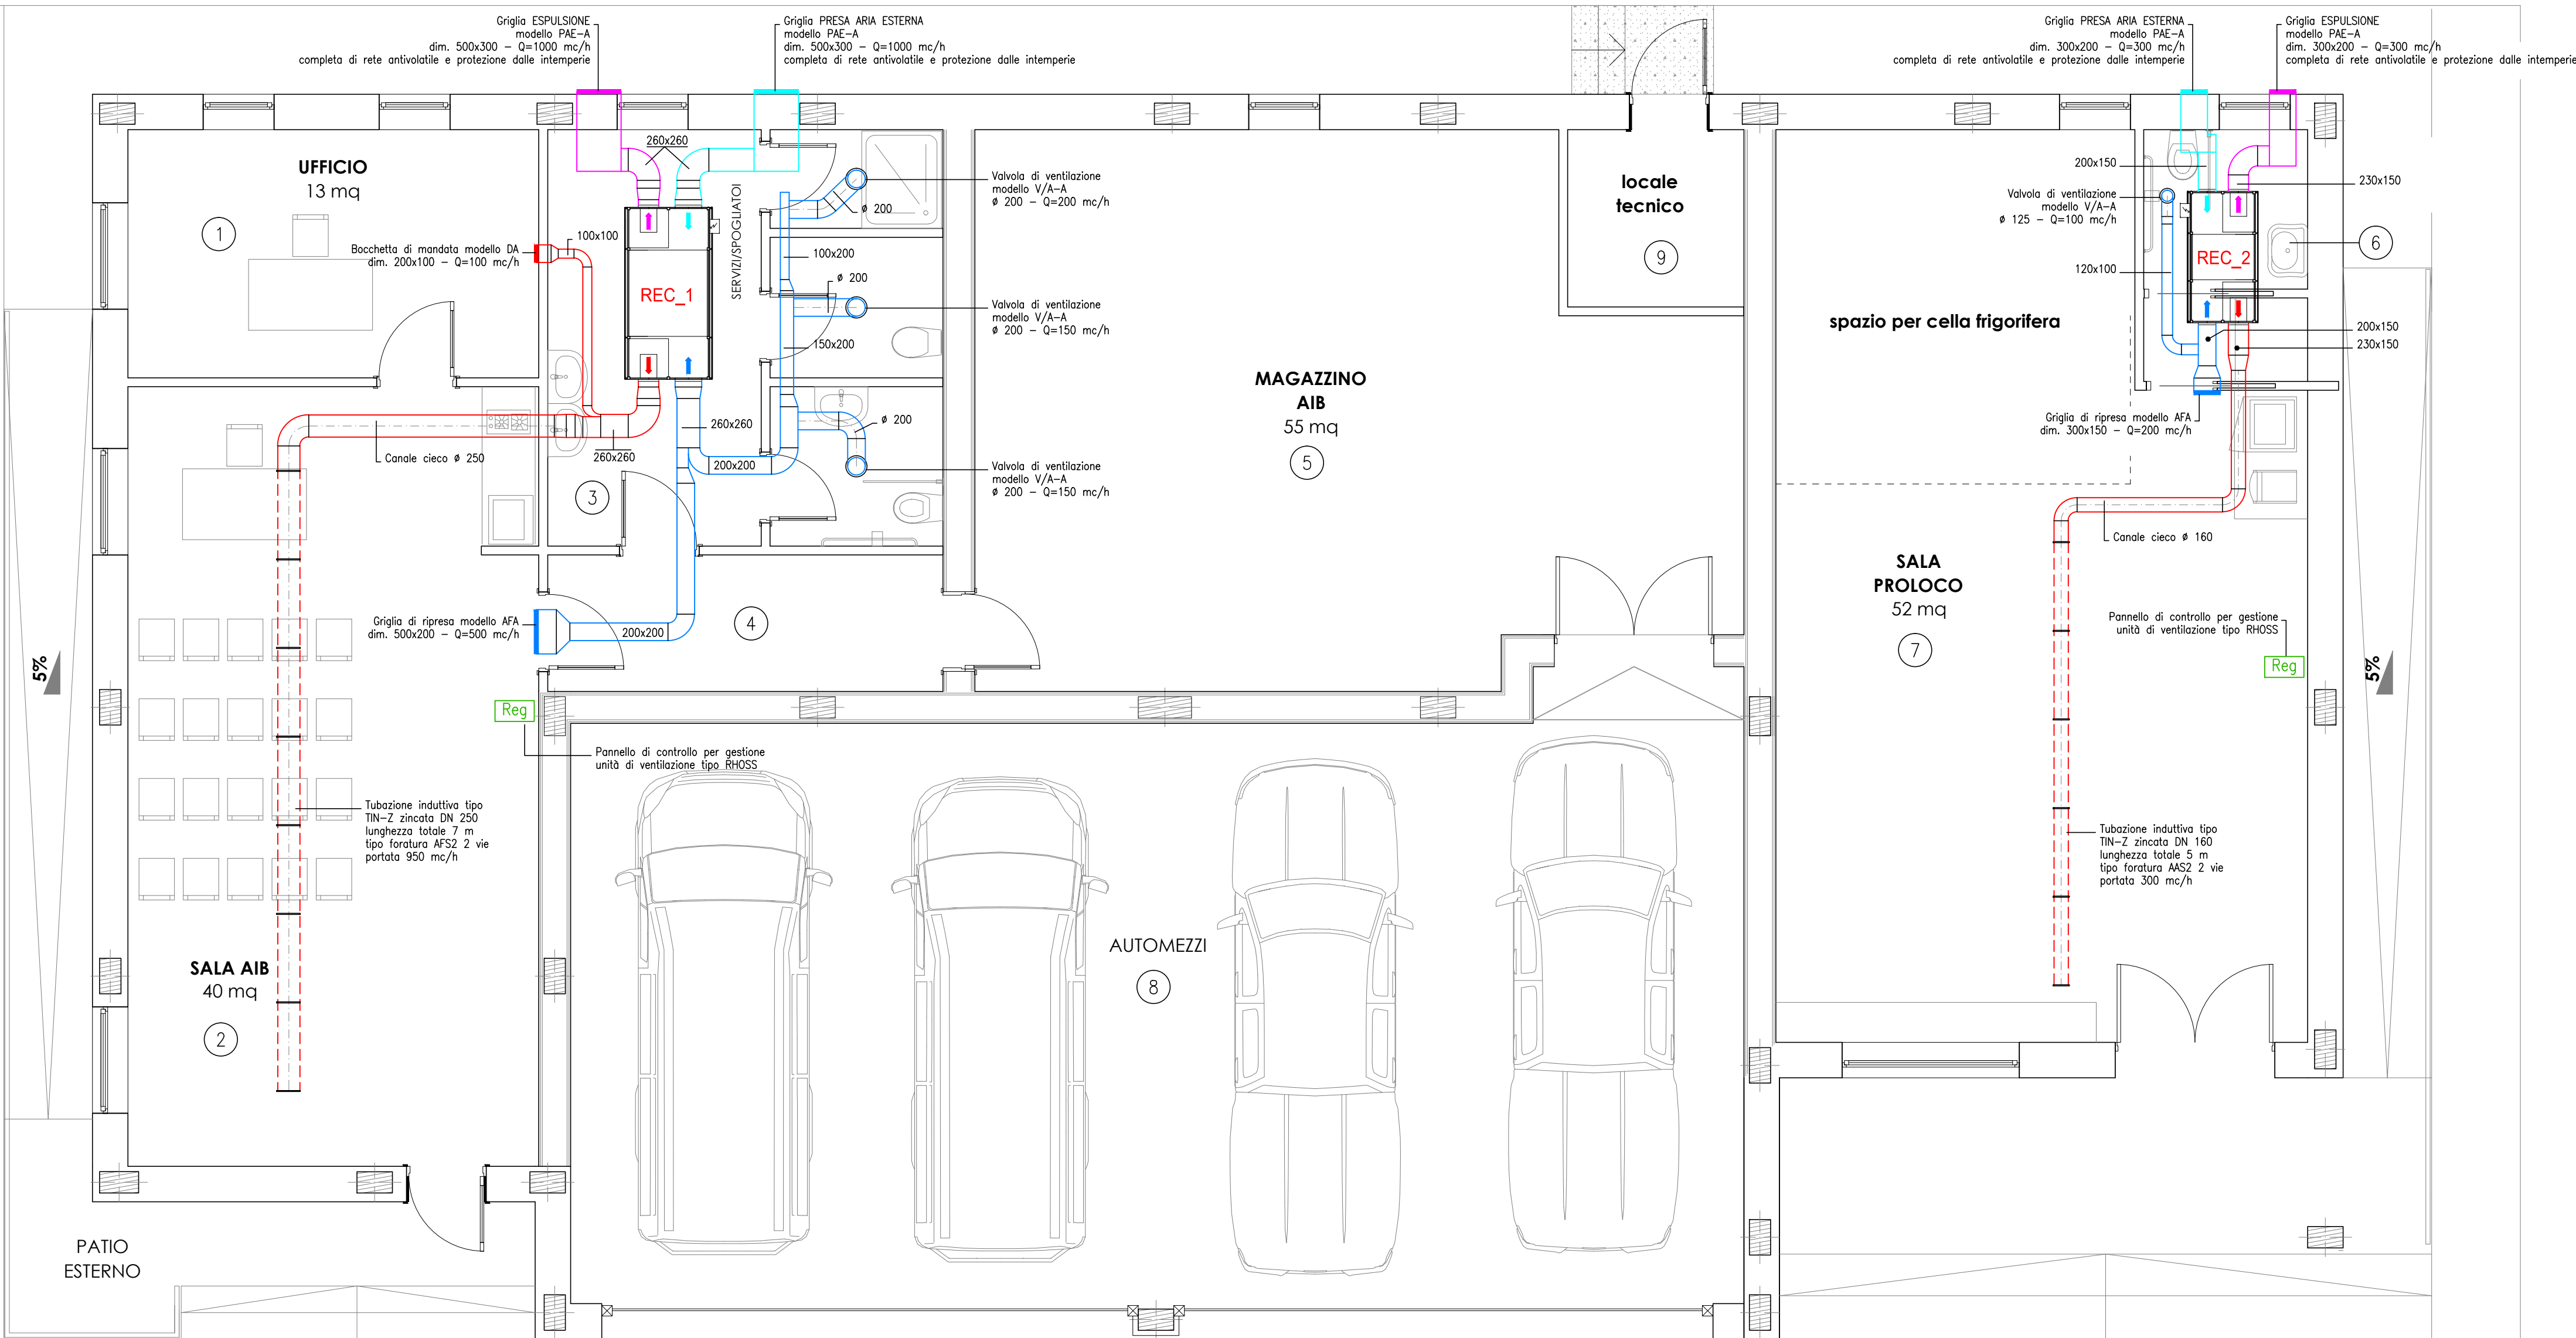 Griglia ESPULSIONE
modello PAE-A
dim. 500x300 - Q=1000 mc/h
completa di rete antivolatile e protezione dalle intemperie
Griglia PRESA ARIA ESTERNA
modello PAE-A
dim. 500x300 - Q=1000 mc/h
completa di rete antivolatile e protezione dalle intemperie
Griglia PRESA ARIA ESTERNA
modello PAE-A
dim. 300x200 - Q=300 mc/h
completa di rete antivolatile e protezione dalle intemperie
Griglia ESPULSIONE
modello PAE-A
dim. 300x200 - Q=300 mc/h
completa di rete antivolatile e protezione dalle intemperie
UFFICIO
13 mq
1
Bocchetta di mandata modello DA
dim. 200x100 - Q=100 mc/h
100x100
260x260
REC_1
SERVIZI/SPOGLIATOI
ø 200
100x200
ø 200
150x200
ø 200
260x260
260x260
200x200
Canale cieco ø 250
3
Valvola di ventilazione
modello V/A-A
ø 200 - Q=200 mc/h
Valvola di ventilazione
modello V/A-A
ø 200 - Q=150 mc/h
Valvola di ventilazione
modello V/A-A
ø 200 - Q=150 mc/h
MAGAZZINO
AIB
55 mq
5
locale
tecnico
9
spazio per cella frigorifera
200x150
Valvola di ventilazione
modello V/A-A
ø 125 - Q=100 mc/h
120x100
REC_2
230x150
6
200x150
230x150
Griglia di ripresa modello AFA
dim. 300x150 - Q=200 mc/h
Canale cieco ø 160
SALA
PROLOCO
52 mq
7
Pannello di controllo per gestione
unità di ventilazione tipo RHOSS
Reg
5%
Griglia di ripresa modello AFA
dim. 500x200 - Q=500 mc/h
200x200
4
5%
Reg
Pannello di controllo per gestione
unità di ventilazione tipo RHOSS
Tubazione induttiva tipo
TIN-Z zincata DN 250
lunghezza totale 7 m
tipo foratura AFS2 2 vie
portata 950 mc/h
Tubazione induttiva tipo
TIN-Z zincata DN 160
lunghezza totale 5 m
tipo foratura AAS2 2 vie
portata 300 mc/h
SALA AIB
40 mq
2
AUTOMEZZI
8
PATIO
ESTERNO